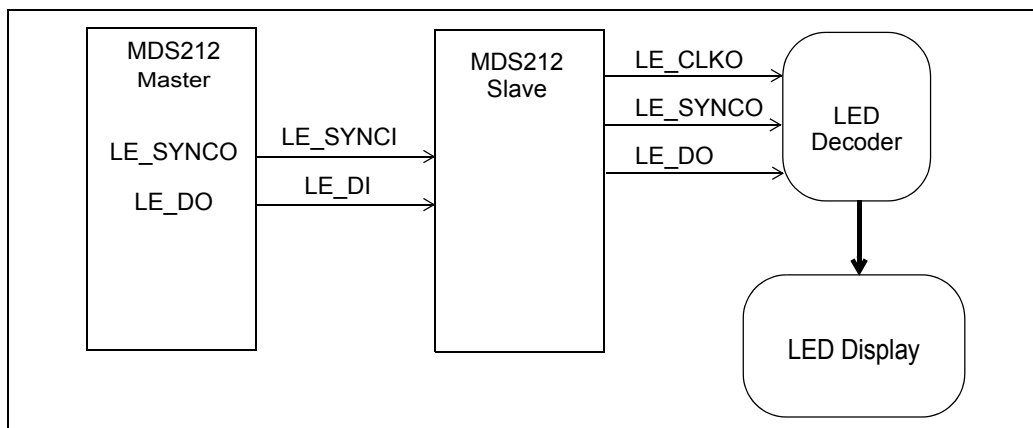 MDS212
Master
LE_SYNCO
LE_DO
LE_SYNCI
LE_DI
MDS212
Slave
LE_CLKO
LE_SYNCO
LE_DO
LED
Decoder
LED Display